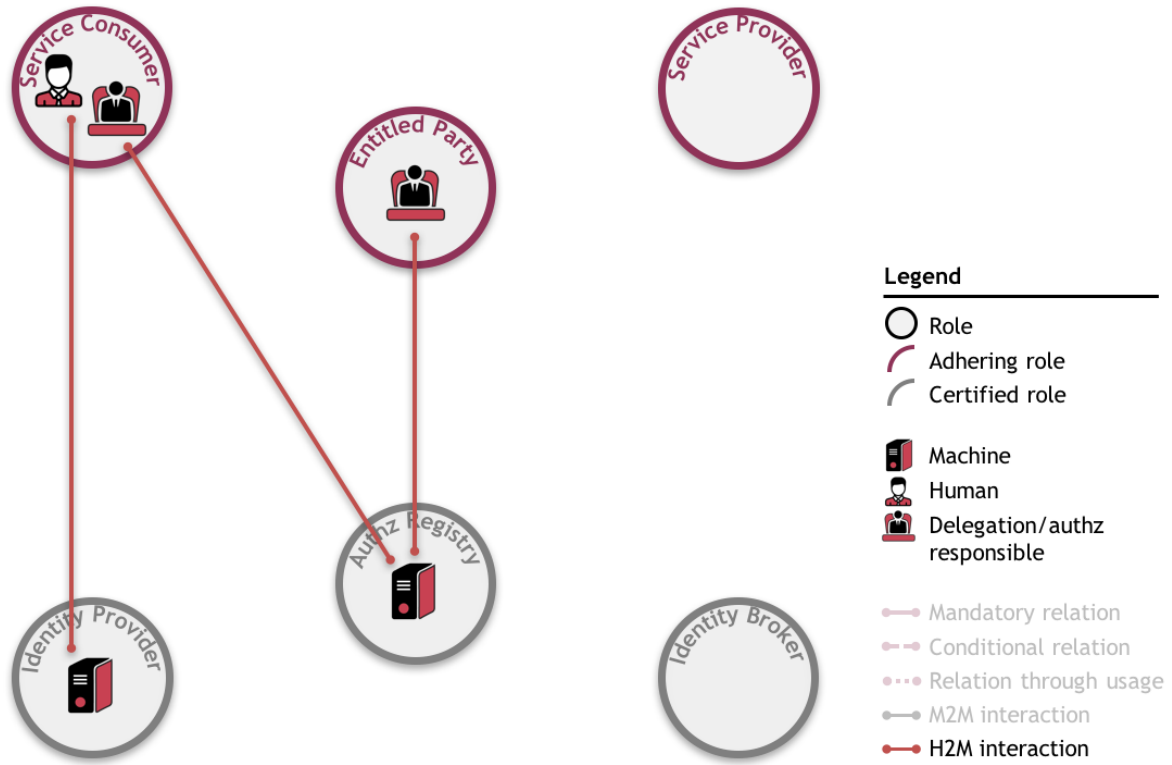 Service Consumer
Service Provider
Entitled Party
Authz Registry
Identity Provider
Identity Broker
Legend
Role
Adhering role
Certified role
Machine
Human
Delegation/authz
responsible
Mandatory relation
Conditional relation
Relation through usage
M2M interaction
H2M interaction